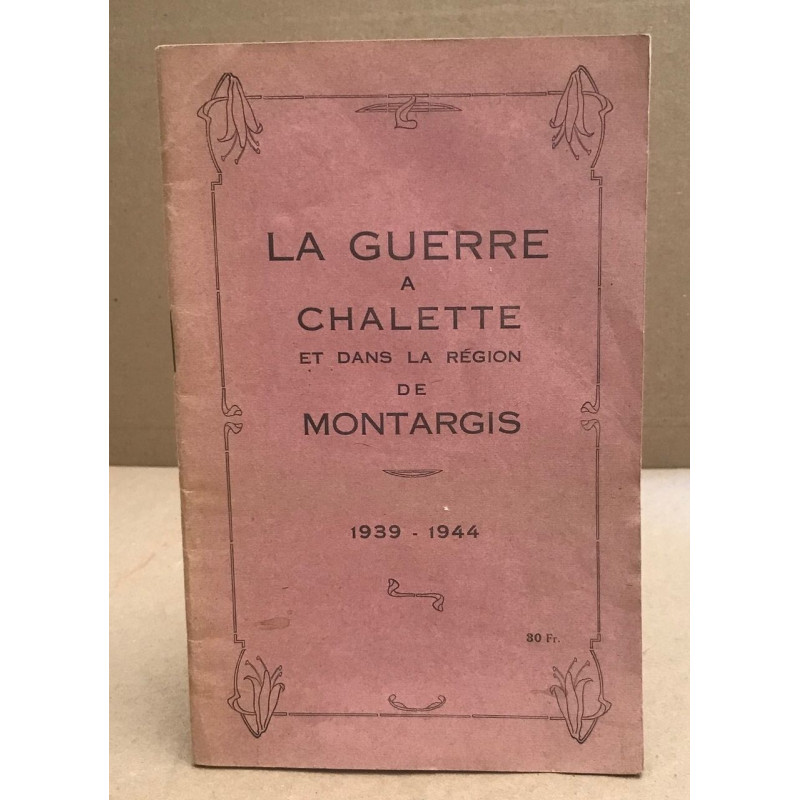 LA GUERRE
A
CHALETTE
ET DANS LA RÉGION
DE
MONTARGIS
1939 - 1944
30 Fr.